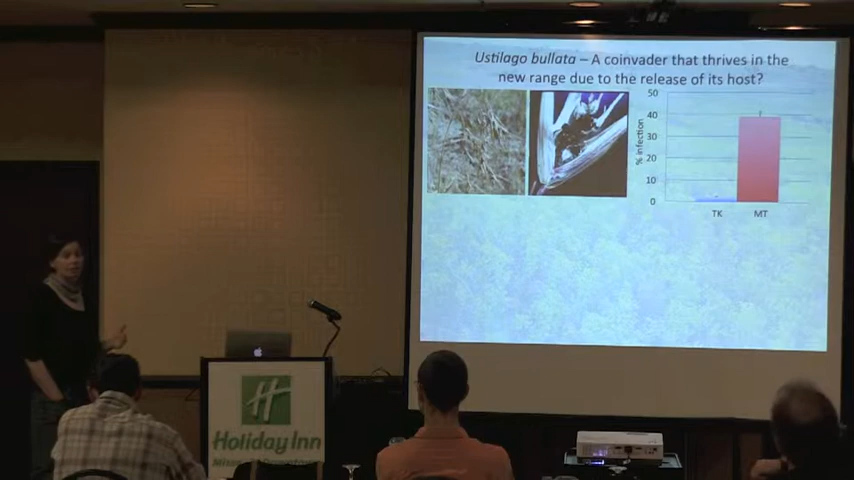 Ustilago bullata – A coinvader that thrives in the
new range due to the release of its host?
50
40
30
20
10
0
% infection
TK
MT
H
Holiday Inn